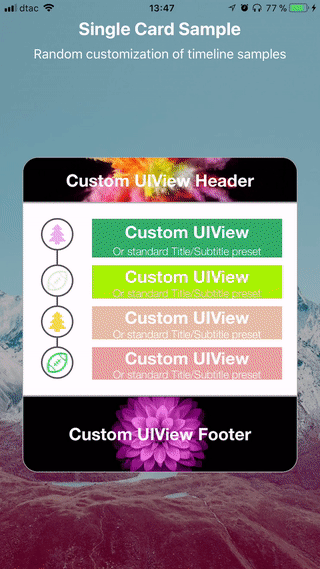 dtac 13:47 77 %
Single Card Sample
Random customization of timeline samples
Custom UIView Header
Custom UIView
Or standard Title/Subtitle preset
Custom UIView
Or standard Title/Subtitle preset
Custom UIView
Or standard Title/Subtitle preset
Custom UIView
Or standard Title/Subtitle preset
Custom UIView Footer